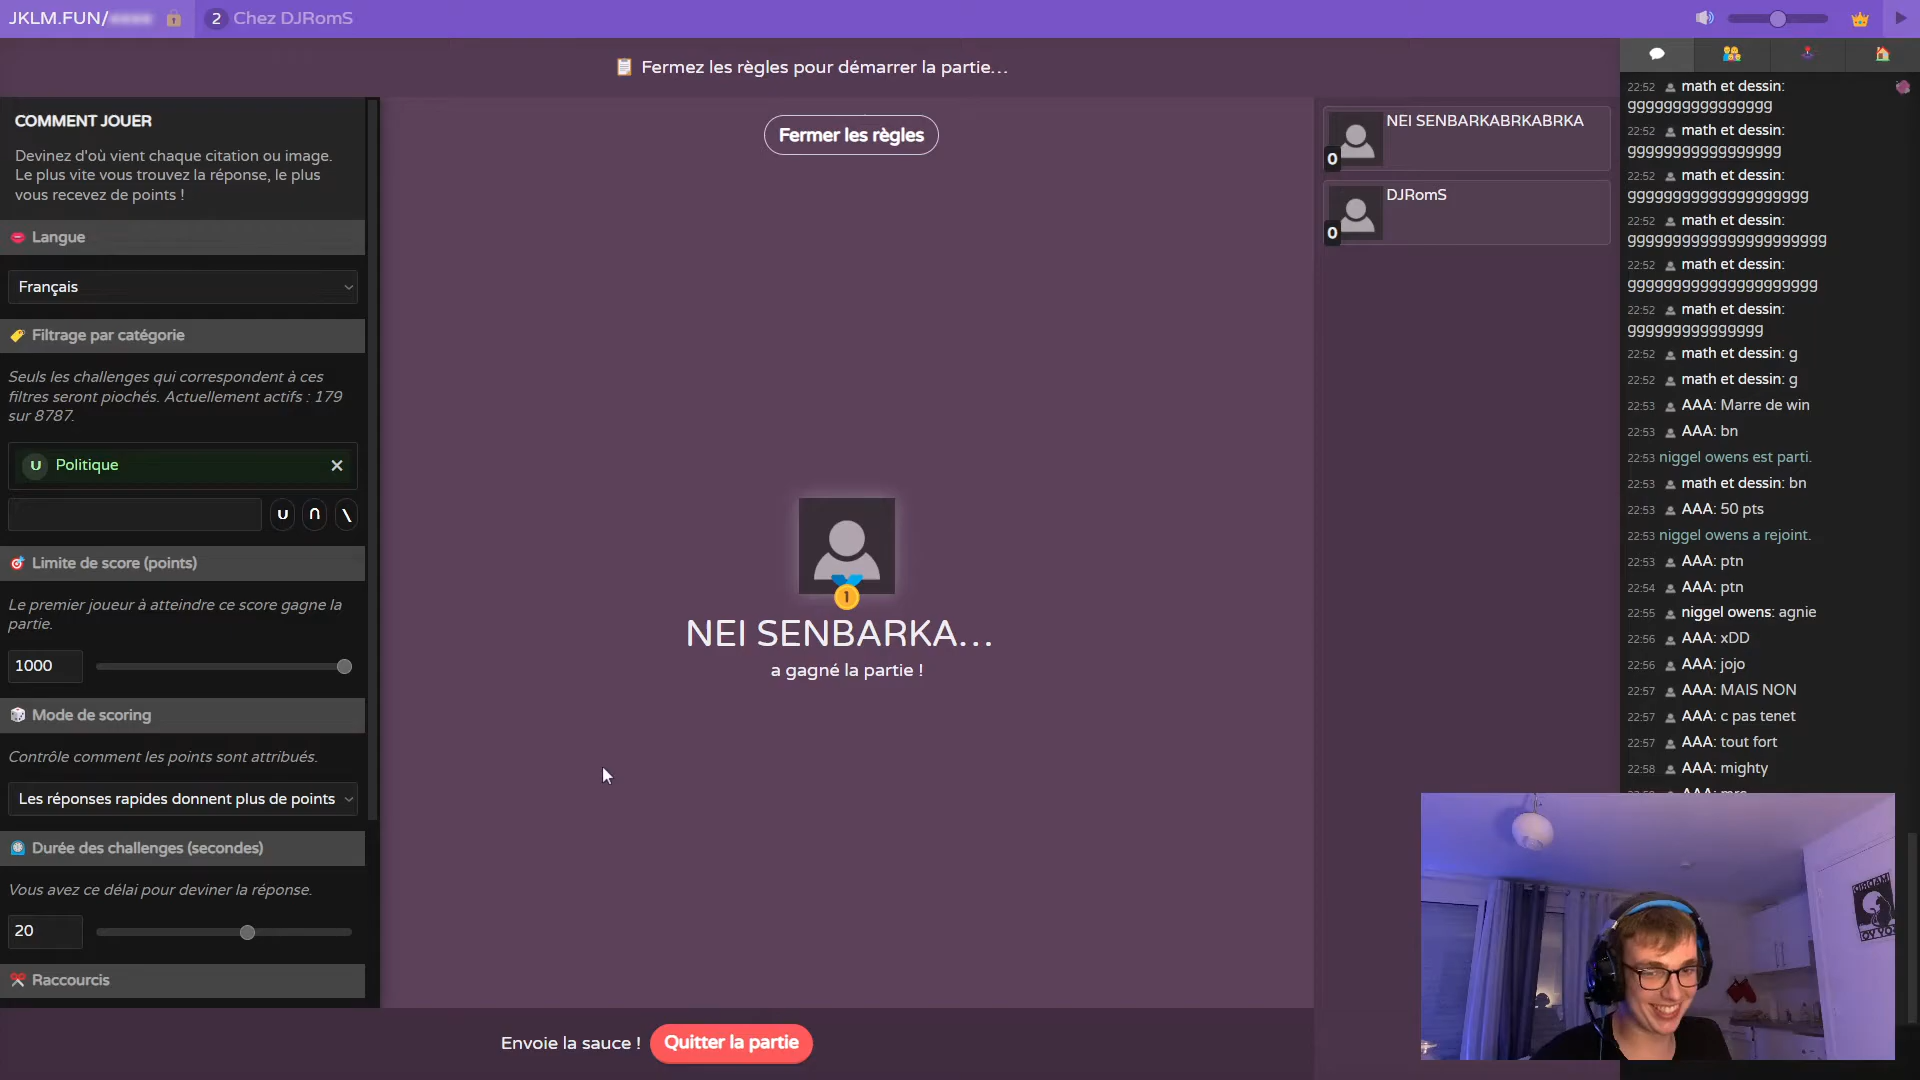 JKLM.FUN/
2 Chez DJRomS
Fermez les règles pour démarrer la partie…
COMMENT JOUER
Devinez d'où vient chaque citation ou image.
Le plus vite vous trouvez la réponse, le plus
vous recevez de points !
Langue
Français
Filtrage par catégorie
Seuls les challenges qui correspondent à ces
filtres seront piochés. Actuellement actifs : 179
sur 8787.
∪ Politique
∪ ∩ \
Limite de score (points)
Le premier joueur à atteindre ce score gagne la
partie.
1000
Mode de scoring
Contrôle comment les points sont attribués.
Les réponses rapides donnent plus de points
Durée des challenges (secondes)
Vous avez ce délai pour deviner la réponse.
20
Raccourcis
Fermer les règles
1
NEI SENBARKA…
a gagné la partie !
Envoie la sauce ! Quitter la partie
NEI SENBARKABRKABRKA
0
DJRomS
0
22:52 math et dessin:
gggggggggggggggg
22:52 math et dessin:
ggggggggggggggggg
22:52 math et dessin:
gggggggggggggggggggg
22:52 math et dessin:
gggggggggggggggggggggg
22:52 math et dessin:
ggggggggggggggggggggg
22:52 math et dessin:
ggggggggggggggg
22:52 math et dessin: g
22:52 math et dessin: g
22:53 AAA: Marre de win
22:53 AAA: bn
22:53 niggel owens est parti.
22:53 math et dessin: bn
22:53 AAA: 50 pts
22:53 niggel owens a rejoint.
22:53 AAA: ptn
22:54 AAA: ptn
22:55 niggel owens: agnie
22:56 AAA: xDD
22:56 AAA: jojo
22:57 AAA: MAIS NON
22:57 AAA: c pas tenet
22:57 AAA: tout fort
22:58 AAA: mighty